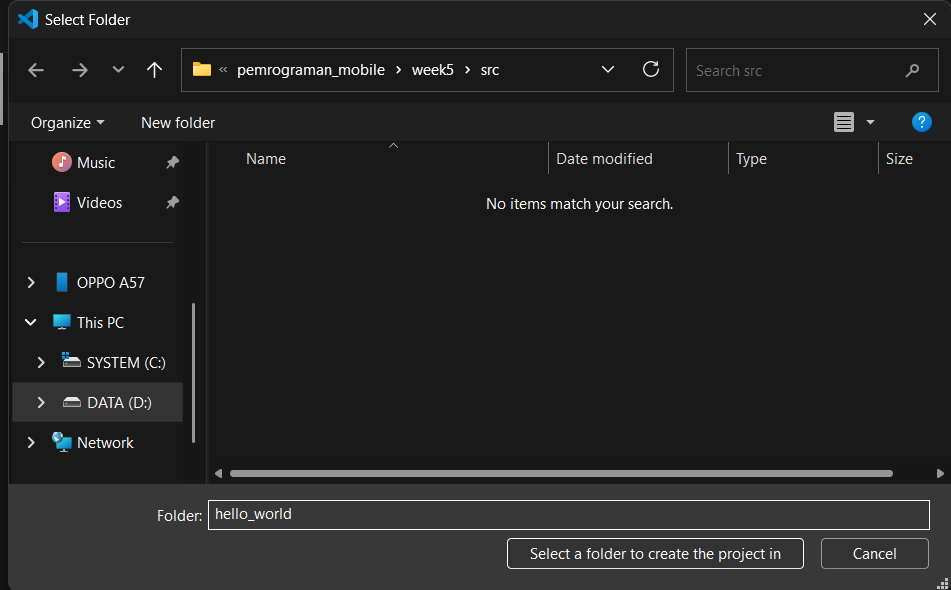 Select Folder
« pemrograman_mobile > week5 > src
Search src
Organize
New folder
?
Music
Videos
OPPO A57
This PC
SYSTEM (C:)
DATA (D:)
Network
Name
Date modified
Type
Size
No items match your search.
Folder: hello_world
Select a folder to create the project in
Cancel